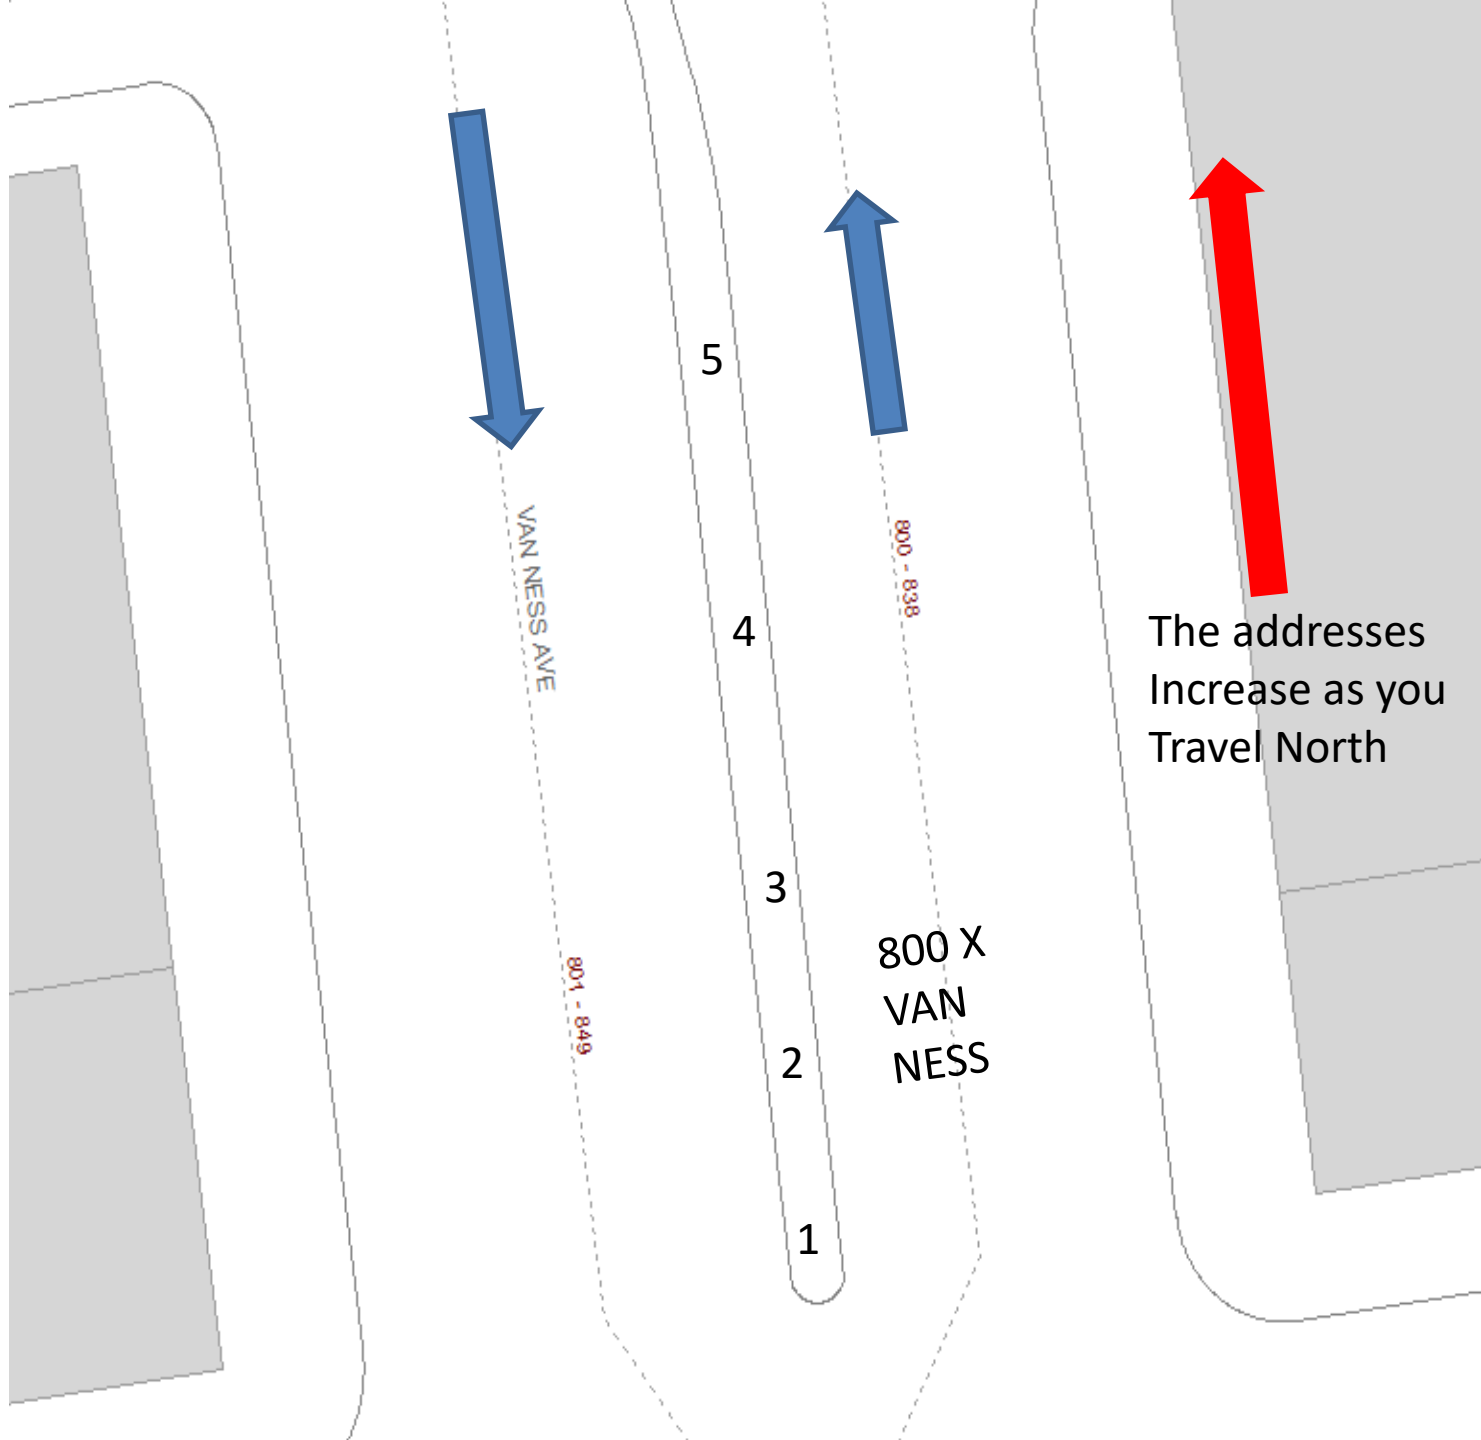 5
VAN NESS AVE
800 - 838
4
The addresses
Increase as you
Travel North
3
800 X
VAN
NESS
801 - 849
2
1